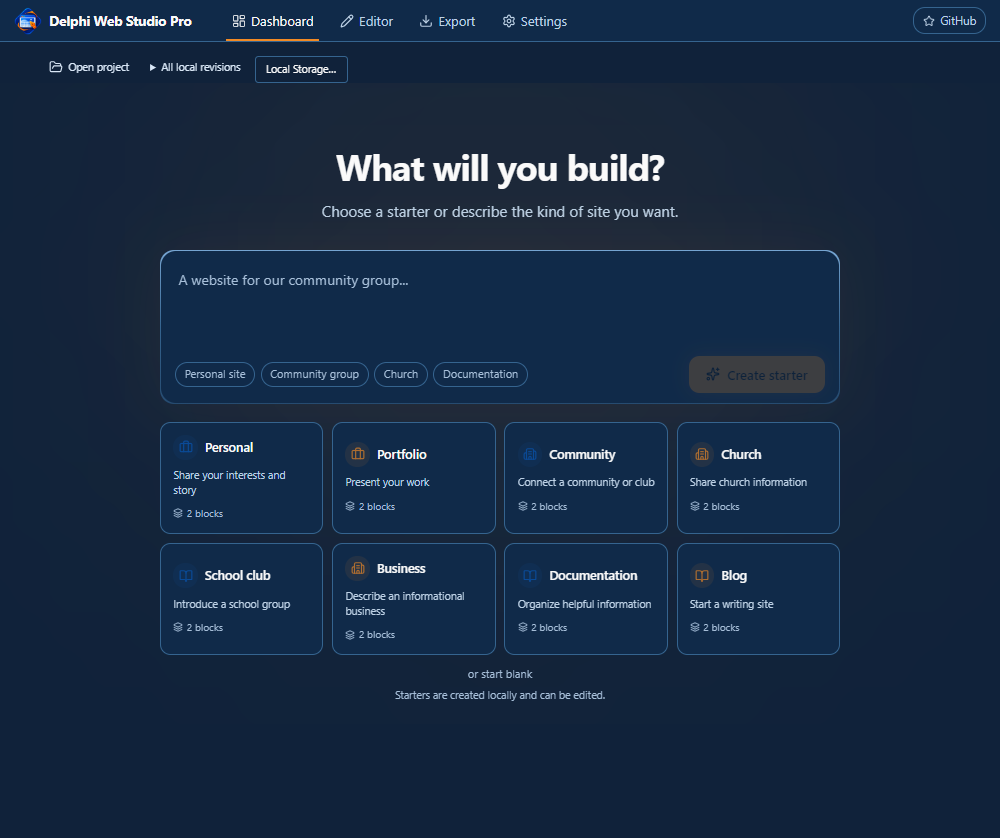 Delphi Web Studio Pro
Dashboard
Editor
Export
Settings
GitHub
Open project
All local revisions
Local Storage...
What will you build?
Choose a starter or describe the kind of site you want.
A website for our community group...
Personal site
Community group
Church
Documentation
Create starter
Personal
Share your interests and
story
2 blocks
Portfolio
Present your work
2 blocks
Community
Connect a community or club
2 blocks
Church
Share church information
2 blocks
School club
Introduce a school group
2 blocks
Business
Describe an informational
business
2 blocks
Documentation
Organize helpful information
2 blocks
Blog
Start a writing site
2 blocks
or start blank
Starters are created locally and can be edited.